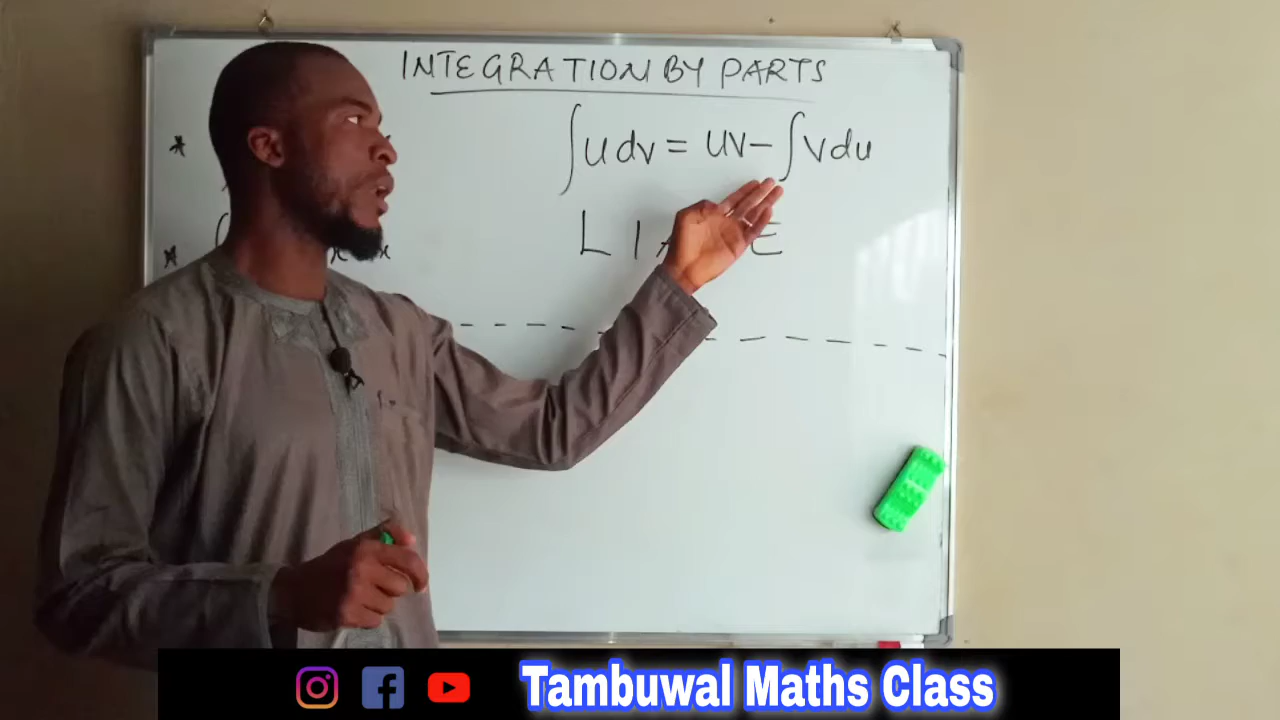 INTEGRATION BY PARTS
* ∫u dv = uv - ∫v du
* L I A E
Tambuwal Maths Class